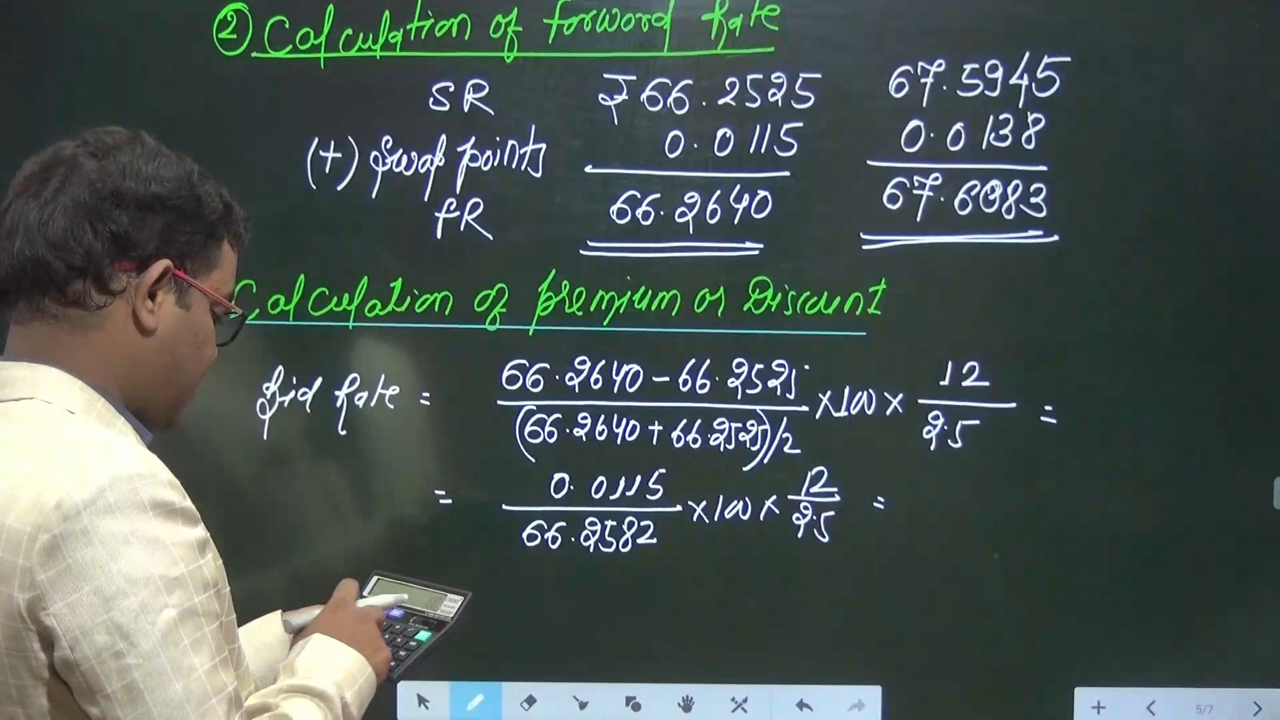 ② Calculation of forward Rate
SR ₹66.2525 67.5945
(+) Swap points 0.0115 0.0138
FR 66.2640 67.6083
Calculation of premium or Discount
Bid Rate = 66.2640 - 66.2525 / (66.2640 + 66.2525)/2 × 100 × 12/2.5 =
= 0.0115 / 66.2582 × 100 × 12/2.5 =
5/7